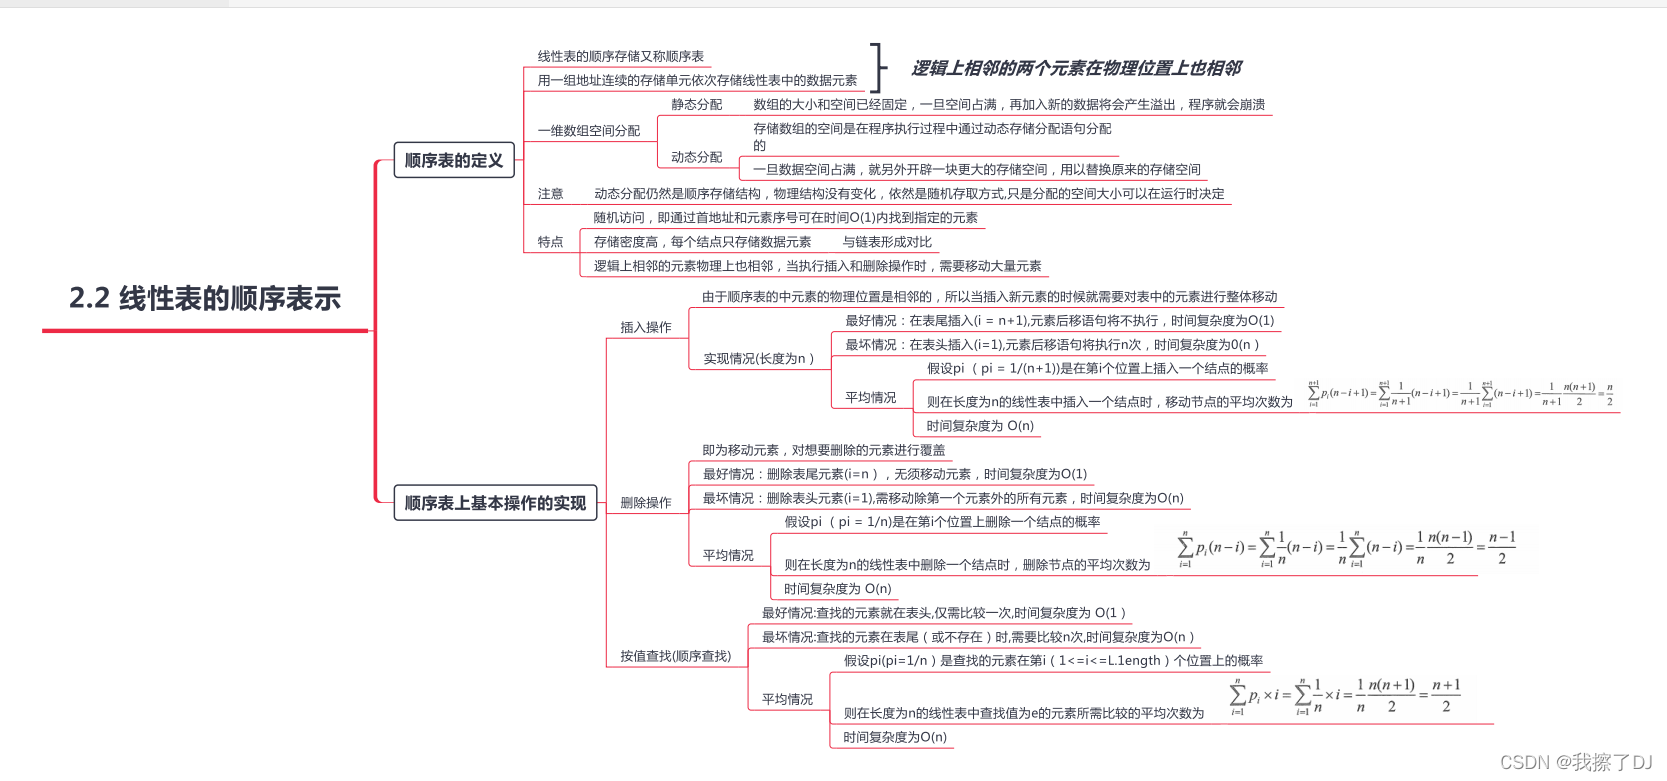 2.2 线性表的顺序表示
顺序表的定义
线性表的顺序存储又称顺序表
用一组地址连续的存储单元依次存储线性表中的数据元素
逻辑上相邻的两个元素在物理位置上也相邻
一维数组空间分配
静态分配
数组的大小和空间已经固定，一旦空间占满，再加入新的数据将会产生溢出，程序就会崩溃
动态分配
存储数组的空间是在程序执行过程中通过动态存储分配语句分配
的
一旦数据空间占满，就另外开辟一块更大的存储空间，用以替换原来的存储空间
注意
动态分配仍然是顺序存储结构，物理结构没有变化，依然是随机存取方式,只是分配的空间大小可以在运行时决定
特点
随机访问，即通过首地址和元素序号可在时间O(1)内找到指定的元素
存储密度高，每个结点只存储数据元素
与链表形成对比
逻辑上相邻的元素物理上也相邻，当执行插入和删除操作时，需要移动大量元素
顺序表上基本操作的实现
插入操作
由于顺序表的中元素的物理位置是相邻的，所以当插入新元素的时候就需要对表中的元素进行整体移动
实现情况(长度为n）
最好情况：在表尾插入(i = n+1),元素后移语句将不执行，时间复杂度为O(1)
最坏情况：在表头插入(i=1),元素后移语句将执行n次，时间复杂度为0(n）
平均情况
假设pi （ pi = 1/(n+1))是在第i个位置上插入一个结点的概率
则在长度为n的线性表中插入一个结点时，移动节点的平均次数为
\sum_{i=1}^{n+1} p_i(n-i+1)=\sum_{i=1}^{n+1}\frac{1}{n+1}(n-i+1)=\frac{1}{n+1}\sum_{i=1}^{n+1}(n-i+1)=\frac{1}{n+1}\frac{n(n+1)}{2}=\frac{n}{2}
时间复杂度为 O(n)
删除操作
即为移动元素，对想要删除的元素进行覆盖
最好情况：删除表尾元素(i=n），无须移动元素，时间复杂度为O(1)
最坏情况：删除表头元素(i=1),需移动除第一个元素外的所有元素，时间复杂度为O(n)
平均情况
假设pi （ pi = 1/n)是在第i个位置上删除一个结点的概率
则在长度为n的线性表中删除一个结点时，删除节点的平均次数为
\sum_{i=1}^{n} p_i(n-i)=\sum_{i=1}^{n}\frac{1}{n}(n-i)=\frac{1}{n}\sum_{i=1}^{n}(n-i)=\frac{1}{n}\frac{n(n-1)}{2}=\frac{n-1}{2}
时间复杂度为 O(n)
按值查找(顺序查找)
最好情况:查找的元素就在表头,仅需比较一次,时间复杂度为 O(1）
最坏情况:查找的元素在表尾（或不存在）时,需要比较n次,时间复杂度为O(n）
平均情况
假设pi(pi=1/n）是查找的元素在第i（1<=i<=L.1ength）个位置上的概率
则在长度为n的线性表中查找值为e的元素所需比较的平均次数为
\sum_{i=1}^{n} p_i×i=\sum_{i=1}^{n}\frac{1}{n}×i=\frac{1}{n}\frac{n(n+1)}{2}=\frac{n+1}{2}
时间复杂度为O(n)
CSDN @我擦了DJ